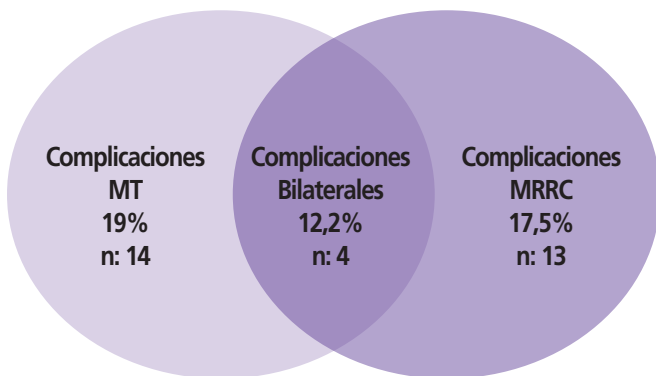 Complicaciones
MT
19%
n: 14
Complicaciones
Bilaterales
12,2%
n: 4
Complicaciones
MRRC
17,5%
n: 13